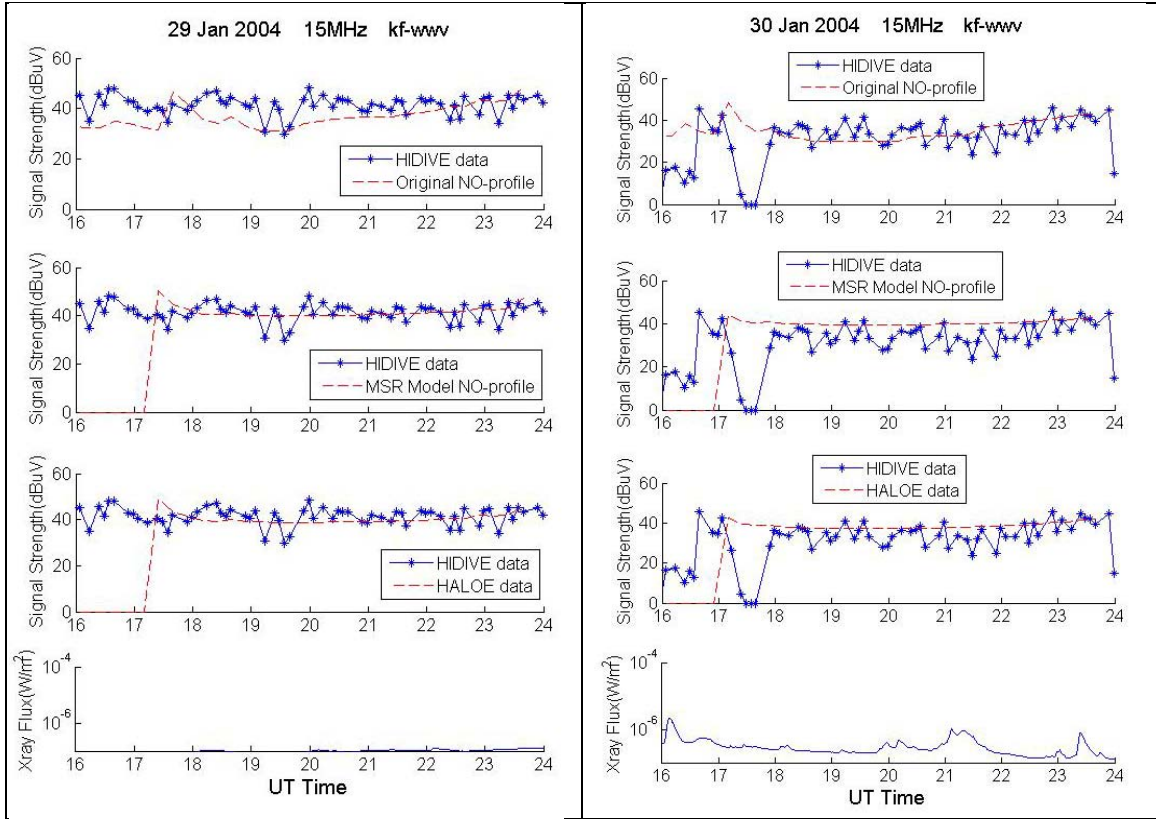 29 Jan 2004 15MHz kf-wwv
Signal Strength(dBuV)
60
40
20
0
HIDIVE data
Original NO-profile
16 17 18 19 20 21 22 23 24
Signal Strength(dBuV)
60
40
20
0
HIDIVE data
MSR Model NO-profile
16 17 18 19 20 21 22 23 24
Signal Strength(dBuV)
60
40
20
0
HIDIVE data
HALOE data
16 17 18 19 20 21 22 23 24
Xray Flux(W/m²)
10⁻⁴
10⁻⁶
16 17 18 19 20 21 22 23 24
UT Time
30 Jan 2004 15MHz kf-wwv
Signal Strength(dBuV)
60
40
20
0
HIDIVE data
Original NO-profile
16 17 18 19 20 21 22 23 24
Signal Strength(dBuV)
60
40
20
0
HIDIVE data
MSR Model NO-profile
16 17 18 19 20 21 22 23 24
Signal Strength(dBuV)
60
40
20
0
HIDIVE data
HALOE data
16 17 18 19 20 21 22 23 24
Xray Flux(W/m²)
10⁻⁴
10⁻⁶
16 17 18 19 20 21 22 23 24
UT Time